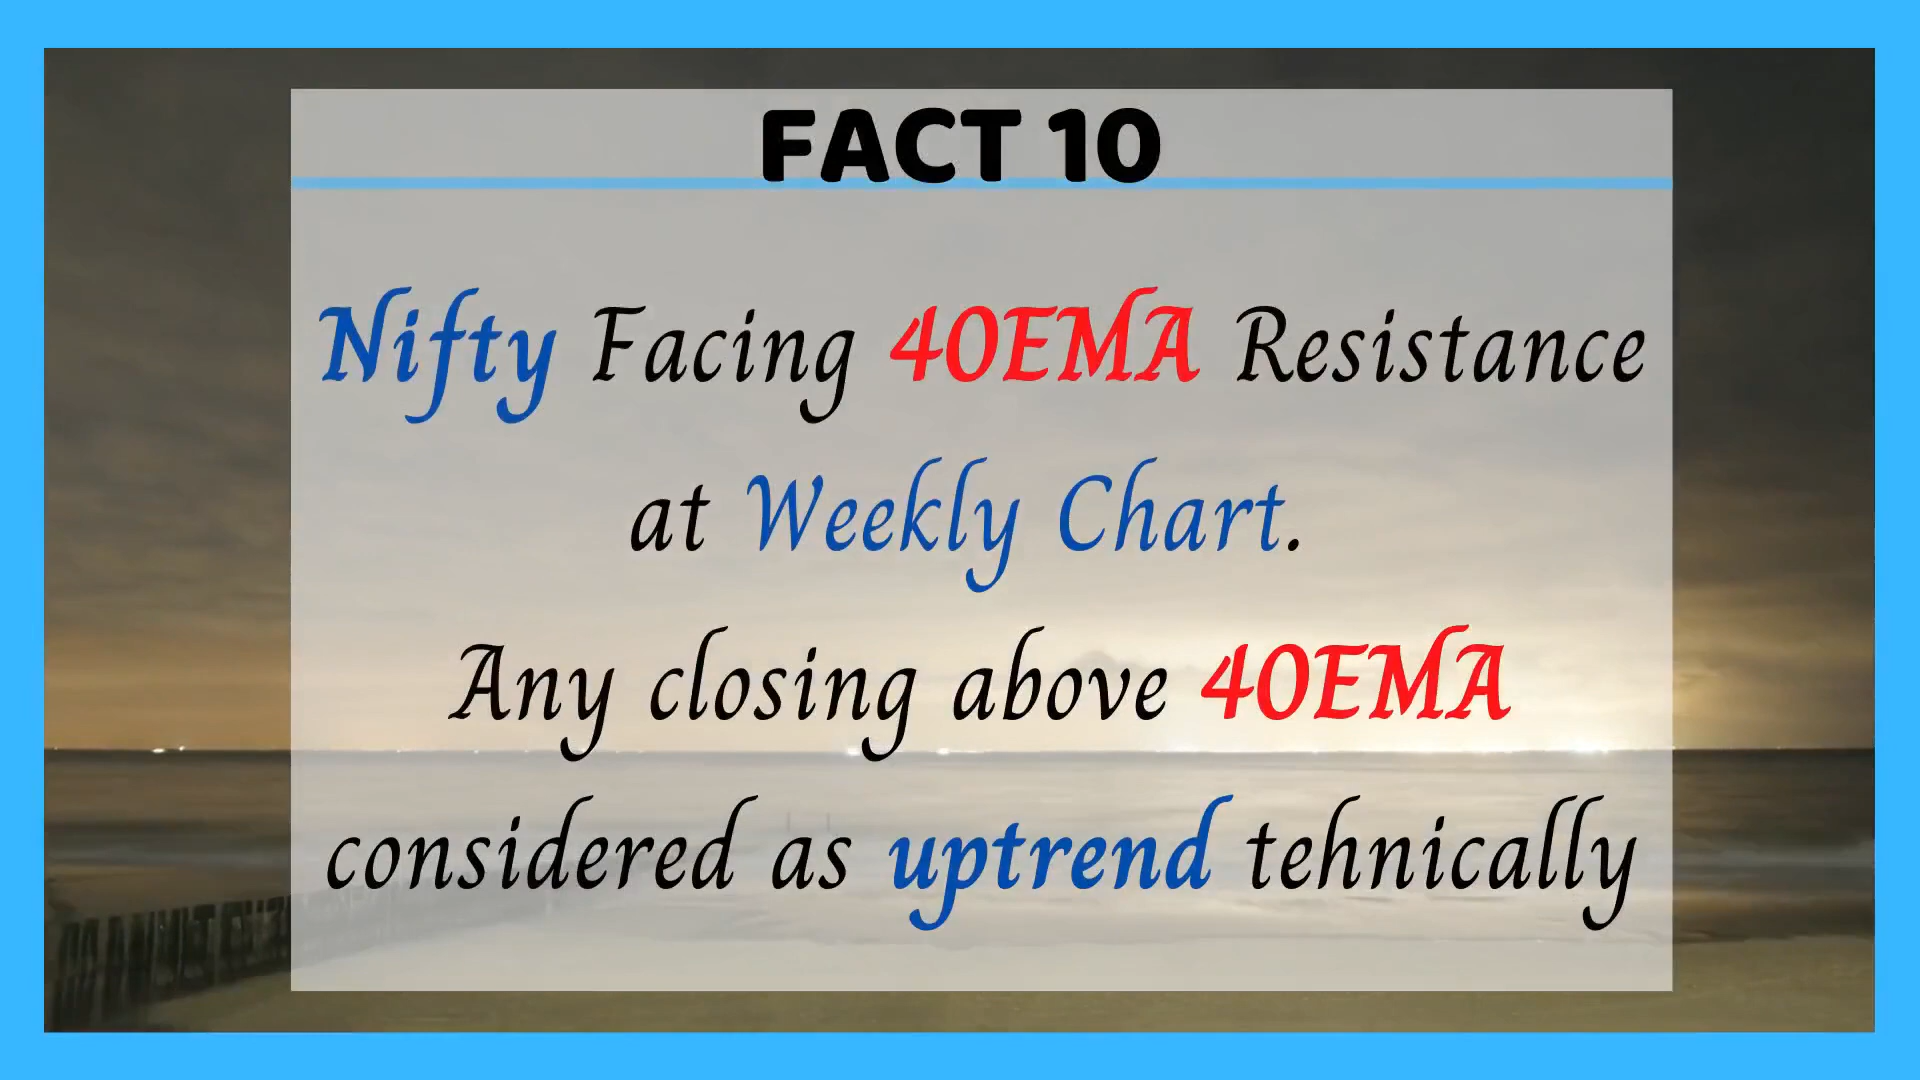 FACT 10
Nifty Facing 40EMA Resistance
at Weekly Chart.
Any closing above 40EMA
considered as uptrend tehnically